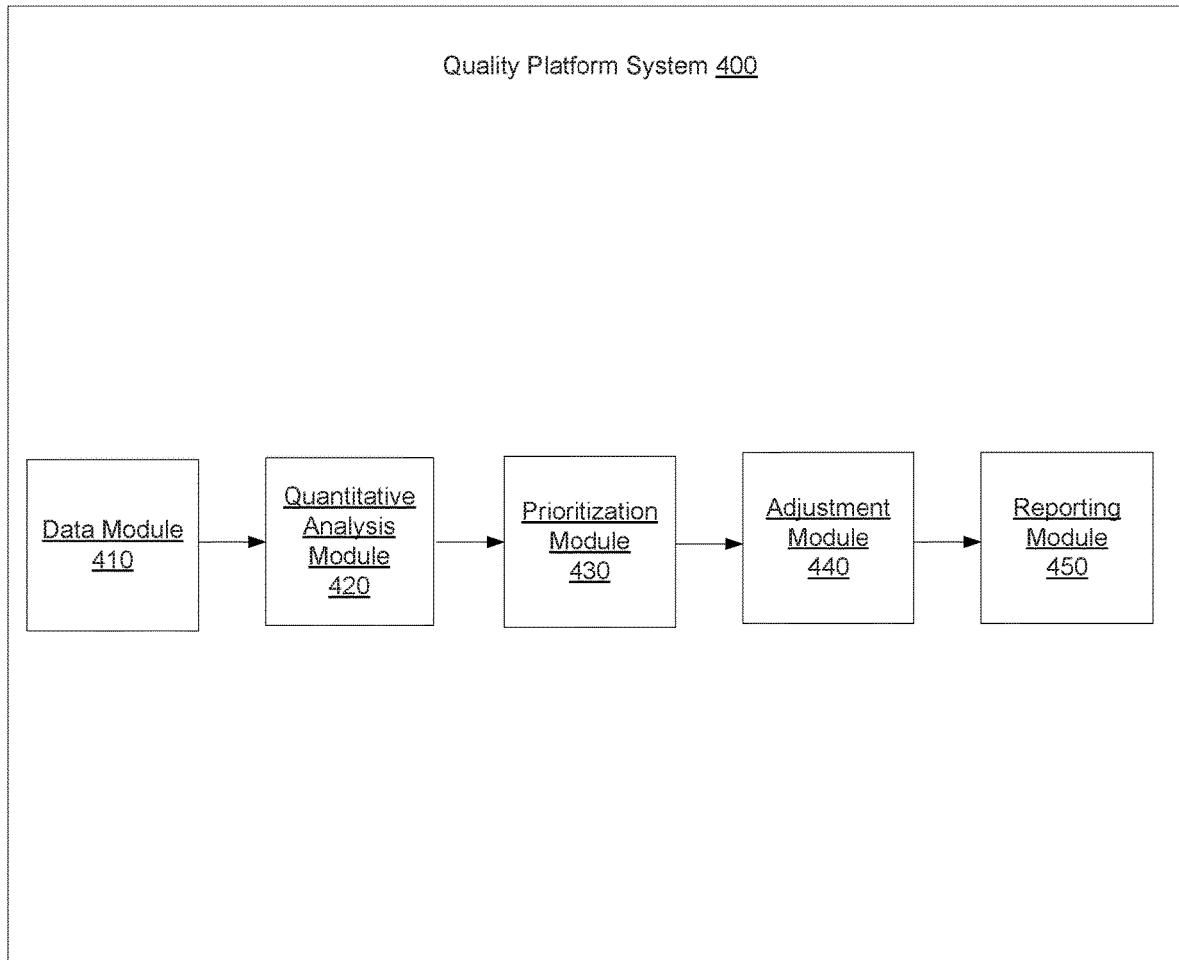 Quality Platform System 400
Data Module
410
Quantitative
Analysis
Module
420
Prioritization
Module
430
Adjustment
Module
440
Reporting
Module
450